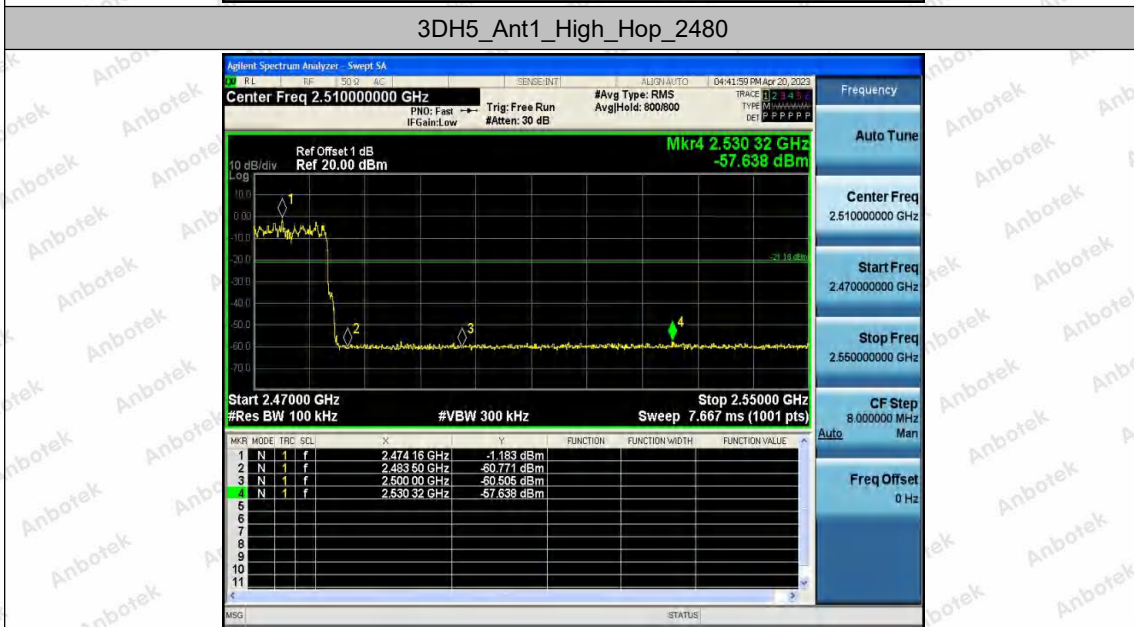 3DH5_Ant1_High_Hop_2480
Agilent Spectrum Analyzer - Swept SA
RL RF 50 Ω AC SENSE:INT ALIGN AUTO 04:41:59 PM Apr 20, 2023
Center Freq 2.510000000 GHz
PNO: Fast
IFGain:Low
Trig: Free Run
#Atten: 30 dB
#Avg Type: RMS
Avg|Hold: 800/800
TRACE 1 2 3 4 5 6
TYPE M
DET P P P P P P
Ref Offset 1 dB
Ref 20.00 dBm
10 dB/div
Log
Mkr4 2.530 32 GHz
-57.638 dBm
10.0
0.00
-10.0
-20.0
-30.0
-40.0
-50.0
-60.0
-70.0
1
2
3
4
Start 2.47000 GHz Stop 2.55000 GHz
#Res BW 100 kHz #VBW 300 kHz Sweep 7.667 ms (1001 pts)
MKR MODE TRC SCL X Y FUNCTION FUNCTION WIDTH FUNCTION VALUE
1 N 1 f 2.474 16 GHz -1.183 dBm
2 N 1 f 2.483 50 GHz -60.771 dBm
3 N 1 f 2.500 00 GHz -60.505 dBm
4 N 1 f 2.530 32 GHz -57.638 dBm
5
6
7
8
9
10
11
MSG STATUS
Frequency
Auto Tune
Center Freq
2.510000000 GHz
Start Freq
2.470000000 GHz
Stop Freq
2.550000000 GHz
CF Step
8.000000 MHz
Auto Man
Freq Offset
0 Hz
Anbotek